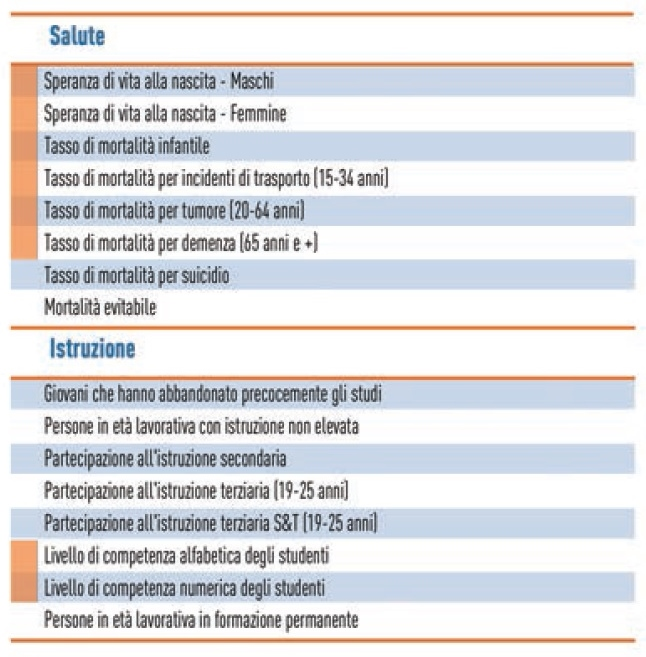 Salute
Speranza di vita alla nascita - Maschi
Speranza di vita alla nascita - Femmine
Tasso di mortalità infantile
Tasso di mortalità per incidenti di trasporto (15-34 anni)
Tasso di mortalità per tumore (20-64 anni)
Tasso di mortalità per demenza (65 anni e +)
Tasso di mortalità per suicidio
Mortalità evitabile
Istruzione
Giovani che hanno abbandonato precocemente gli studi
Persone in età lavorativa con istruzione non elevata
Partecipazione all'istruzione secondaria
Partecipazione all'istruzione terziaria (19-25 anni)
Partecipazione all'istruzione terziaria S&T (19-25 anni)
Livello di competenza alfabetica degli studenti
Livello di competenza numerica degli studenti
Persone in età lavorativa in formazione permanente